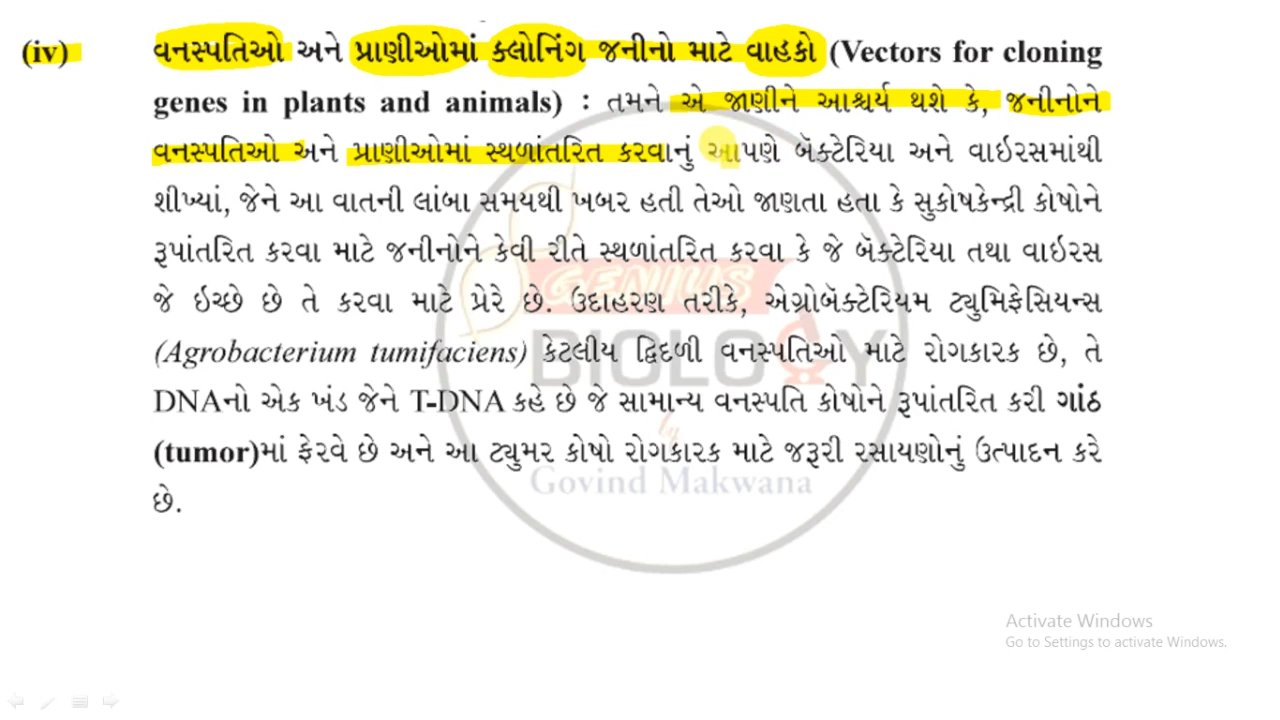 (iv) વનસ્પતિઓ અને પ્રાણીઓમાં ક્લોનિંગ જનીનો માટે વાહકો (Vectors for cloning
genes in plants and animals) : તમને એ જાણીને આશ્ચર્ય થશે કે, જનીનોને
વનસ્પતિઓ અને પ્રાણીઓમાં સ્થળાંતરિત કરવાનું આપણે બૅક્ટેરિયા અને વાઇરસમાંથી
શીખ્યાં, જેને આ વાતની લાંબા સમયથી ખબર હતી તેઓ જાણતા હતા કે સુકોષકેન્દ્રી કોષોને
રૂપાંતરિત કરવા માટે જનીનોને કેવી રીતે સ્થળાંતરિત કરવા કે જે બૅક્ટેરિયા તથા વાઇરસ
જે ઇચ્છે છે તે કરવા માટે પ્રેરે છે. ઉદાહરણ તરીકે, એગ્રોબૅક્ટેરિયમ ટ્યુમિફેસિયન્સ
(Agrobacterium tumifaciens) કેટલીય દ્વિદળી વનસ્પતિઓ માટે રોગકારક છે, તે
DNAનો એક ખંડ જેને T-DNA કહે છે જે સામાન્ય વનસ્પતિ કોષોને રૂપાંતરિત કરી ગાંઠ
(tumor)માં ફેરવે છે અને આ ટ્યુમર કોષો રોગકારક માટે જરૂરી રસાયણોનું ઉત્પાદન કરે
છે.
GENIUS
BIOLOGY
by
Govind Makwana
Activate Windows
Go to Settings to activate Windows.